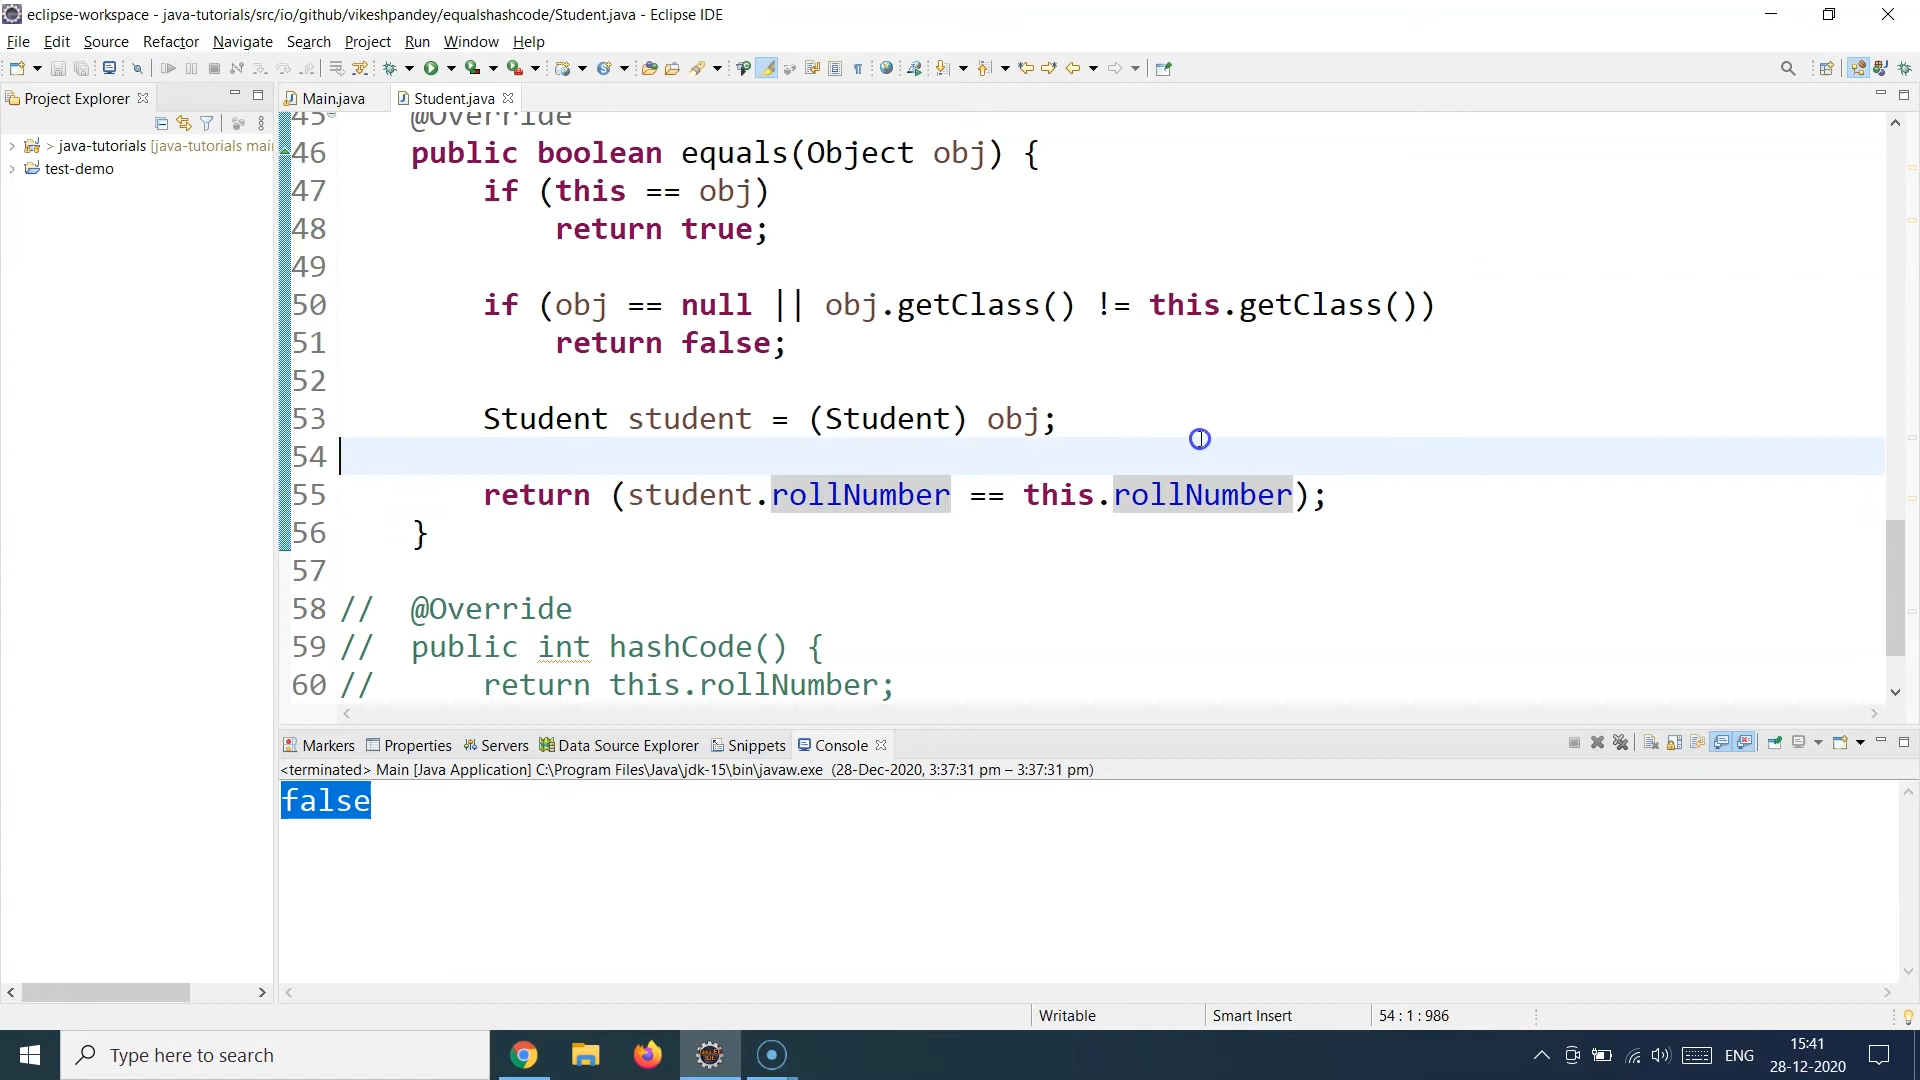 eclipse-workspace - java-tutorials/src/io/github/vikeshpandey/equalshashcode/Student.java - Eclipse IDE
File Edit Source Refactor Navigate Search Project Run Window Help
Project Explorer
Main.java Student.java
> java-tutorials [java-tutorials mai
test-demo
45 @Override
46 public boolean equals(Object obj) {
47 if (this == obj)
48 return true;
49
50 if (obj == null || obj.getClass() != this.getClass())
51 return false;
52
53 Student student = (Student) obj;
54
55 return (student.rollNumber == this.rollNumber);
56 }
57
58 // @Override
59 // public int hashCode() {
60 // return this.rollNumber;
Markers Properties Servers Data Source Explorer Snippets Console
<terminated> Main [Java Application] C:\Program Files\Java\jdk-15\bin\javaw.exe (28-Dec-2020, 3:37:31 pm – 3:37:31 pm)
false
Writable Smart Insert 54 : 1 : 986
Type here to search
ENG
15:41
28-12-2020